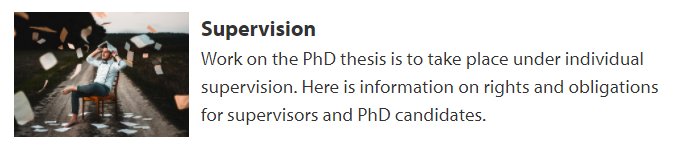 Supervision
Work on the PhD thesis is to take place under individual
supervision. Here is information on rights and obligations
for supervisors and PhD candidates.